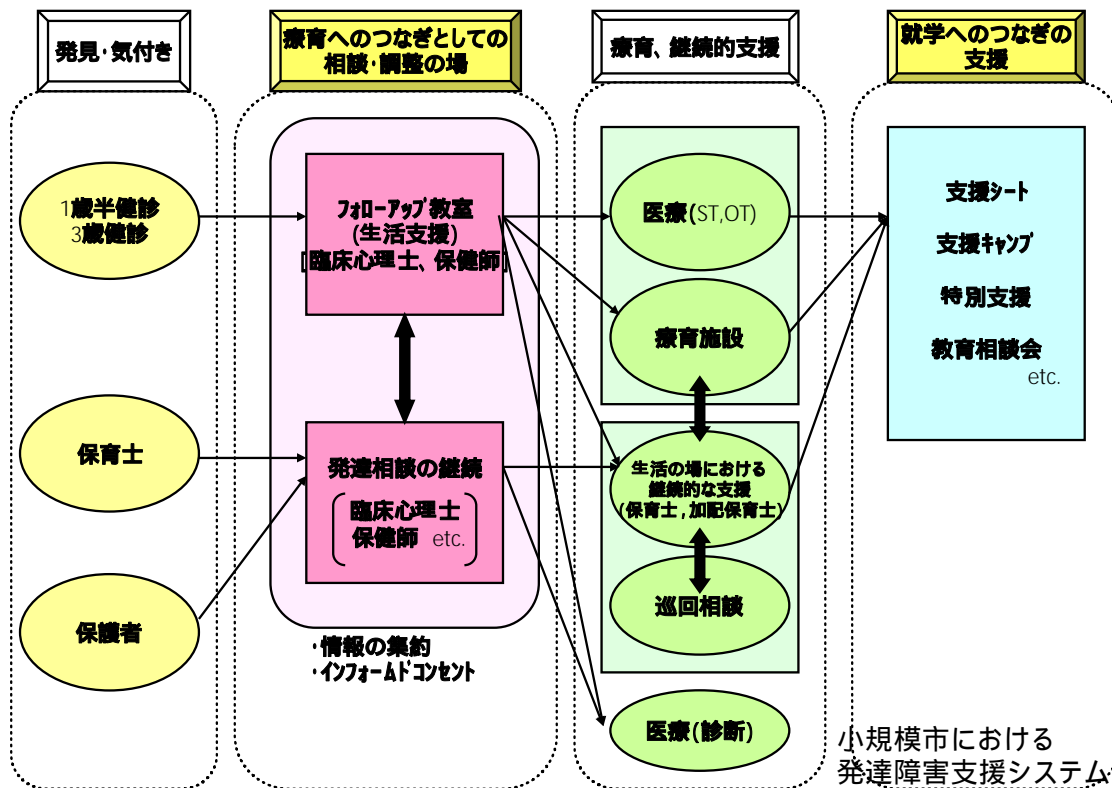 発見・気付き
療育へのつなぎとしての
相談・調整の場
療育、継続的支援
就学へのつなぎの
支援
1歳半健診
3歳健診
保育士
保護者
フォローアップ教室
(生活支援)
[臨床心理士、保健師]
発達相談の継続
臨床心理士
保健師 etc.
・情報の集約
・インフォームドコンセント
医療(ST,OT)
療育施設
生活の場における
継続的な支援
(保育士,加配保育士)
巡回相談
医療(診断)
支援シート
支援キャンプ
特別支援
教育相談会
etc.
小規模市における
発達障害支援システム